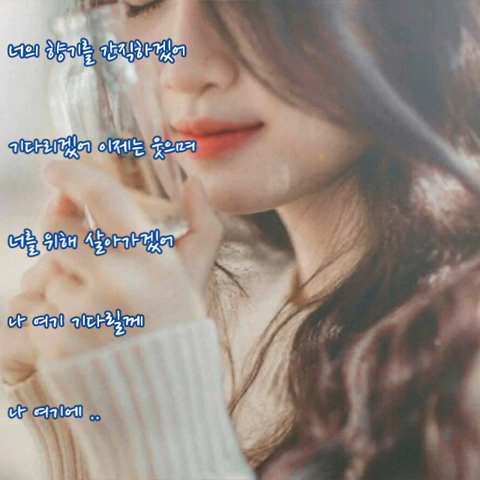 너의 향기를 간직하겠어
기다리겠어 이제는 웃으며
너를 위해 살아가겠어
나 여기 기다릴께
나 여기에 ..